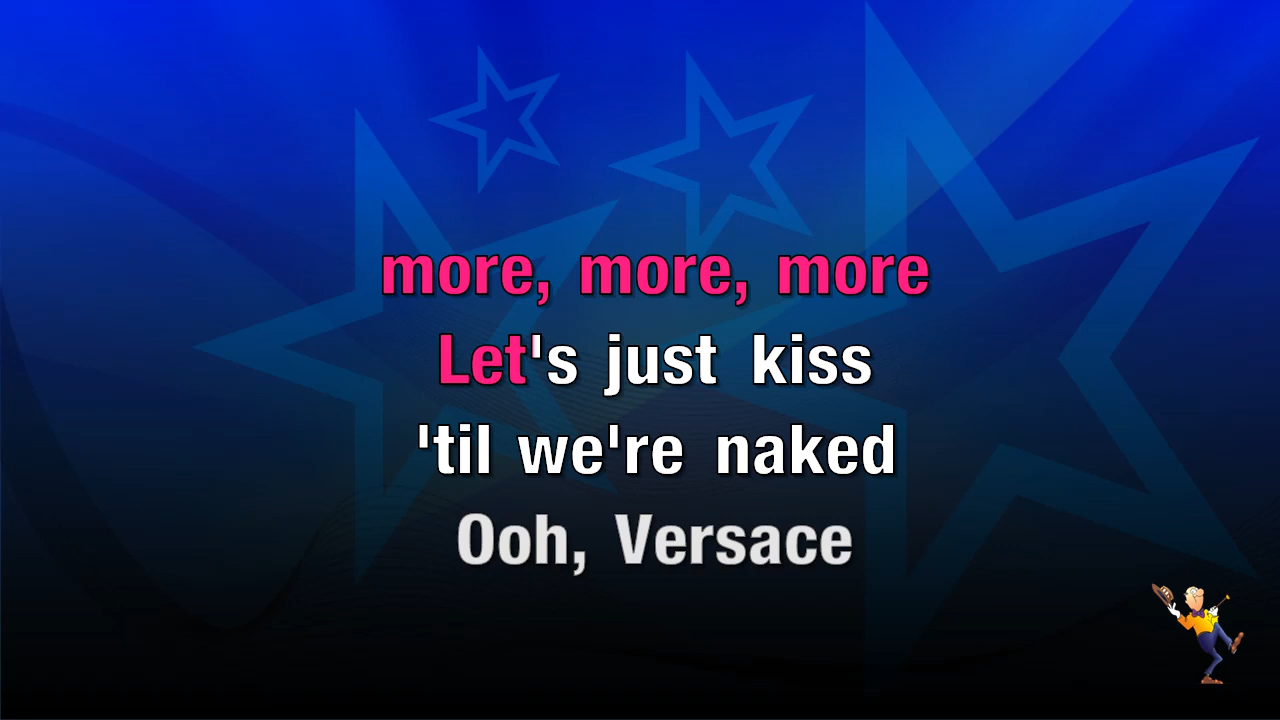 more, more, more
Let's just kiss
'til we're naked
Ooh, Versace